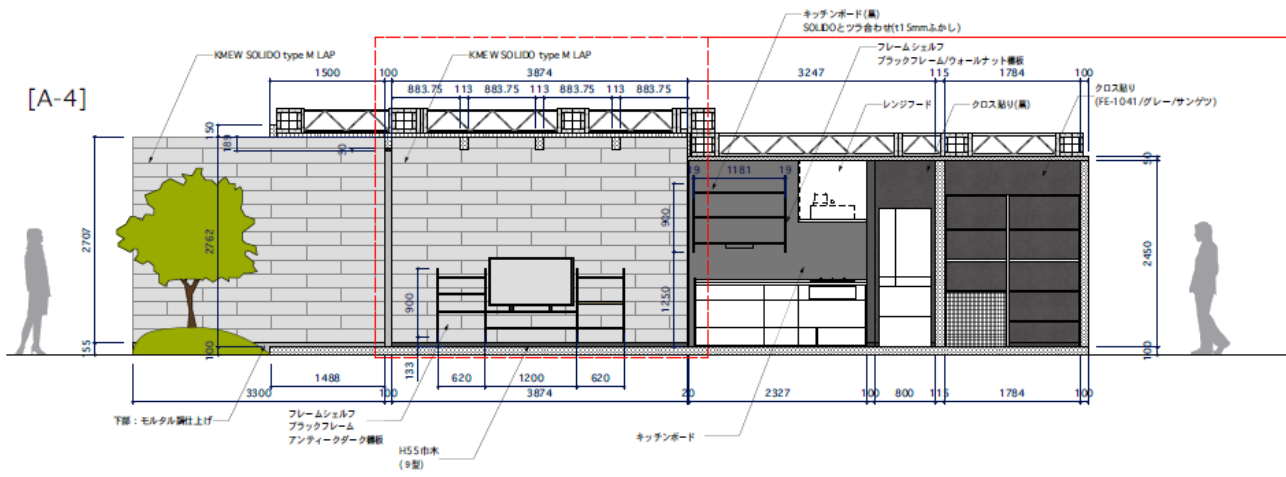 キッチンボード(黒)
SOLIDOとツラ合わせ(t15mmふかし)
KMEW SOLIDO type M LAP
KMEW SOLIDO type M LAP
フレームシェルフ
ブラックフレーム/ウォールナット棚板
1500
100
3874
3247
115
1784
100
[A-4]
883.75
113
883.75
113
883.75
113
883.75
レンジフード
クロス貼り(黒)
クロス貼り
(FE-1041/グレー/サンゲツ)
150
189
50
50
19
1181
19
900
2707
2762
2450
900
1250
55
100
133
100
1488
620
1200
620
3300
100
3874
20
2327
100
800
115
1784
100
下部：モルタル調仕上げ
フレームシェルフ
ブラックフレーム
アンティークダーク棚板
キッチンボード
H55巾木
(9型)